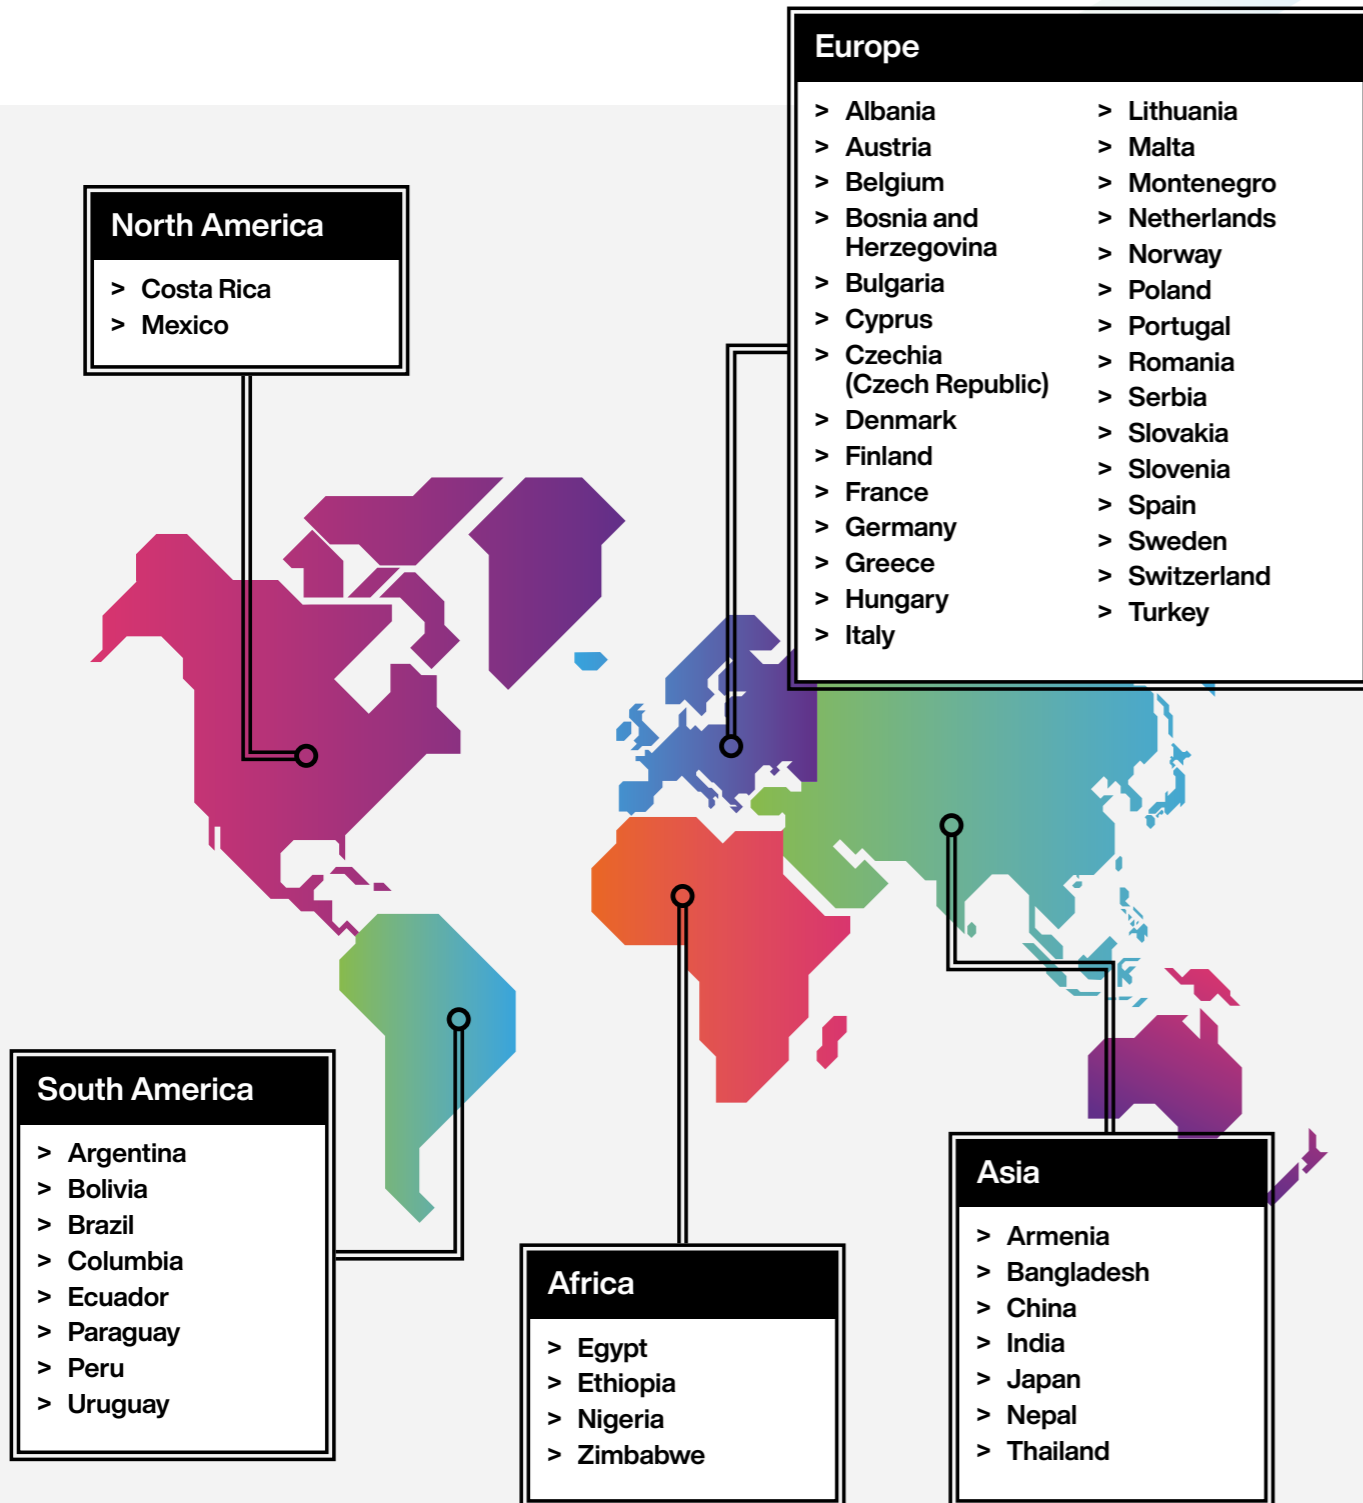 Europe
> Albania
> Austria
> Belgium
> Bosnia and
Herzegovina
> Bulgaria
> Cyprus
> Czechia
(Czech Republic)
> Denmark
> Finland
> France
> Germany
> Greece
> Hungary
> Italy
> Lithuania
> Malta
> Montenegro
> Netherlands
> Norway
> Poland
> Portugal
> Romania
> Serbia
> Slovakia
> Slovenia
> Spain
> Sweden
> Switzerland
> Turkey
North America
> Costa Rica
> Mexico
South America
> Argentina
> Bolivia
> Brazil
> Columbia
> Ecuador
> Paraguay
> Peru
> Uruguay
Africa
> Egypt
> Ethiopia
> Nigeria
> Zimbabwe
Asia
> Armenia
> Bangladesh
> China
> India
> Japan
> Nepal
> Thailand